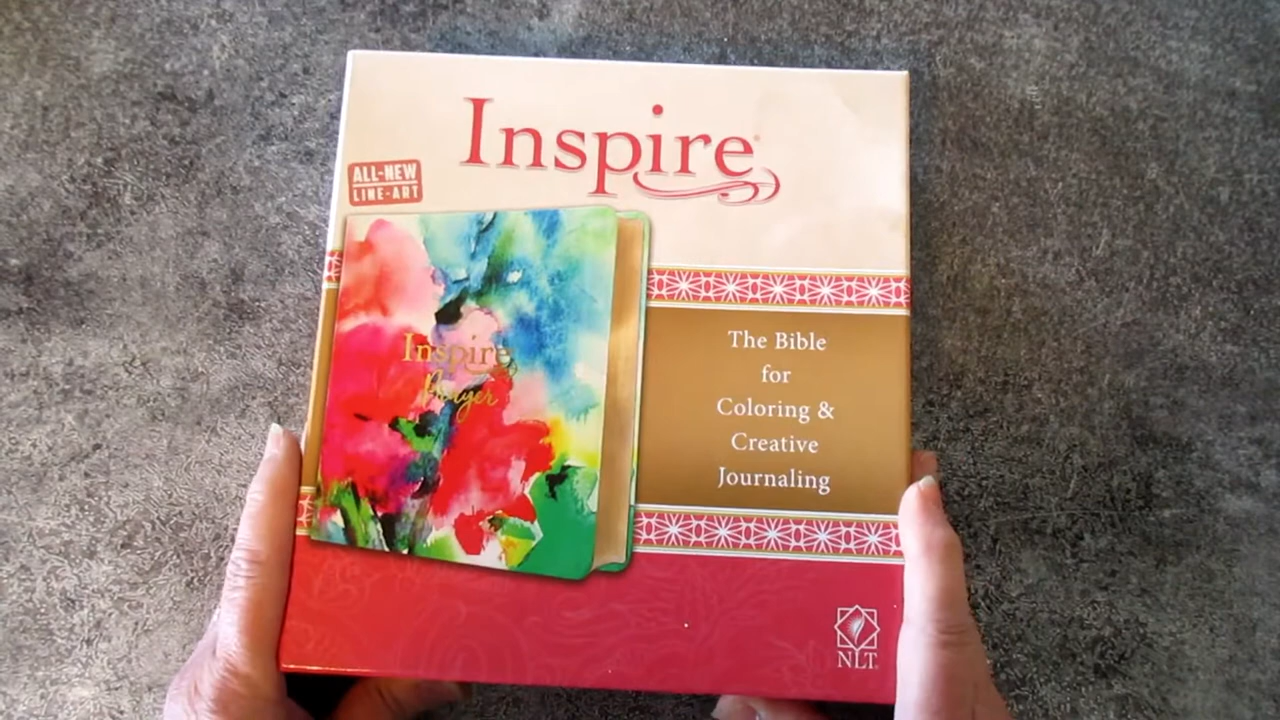 Inspire®
ALL-NEW
LINE-ART
Inspire
Prayer
The Bible
for
Coloring &
Creative
Journaling
NLT